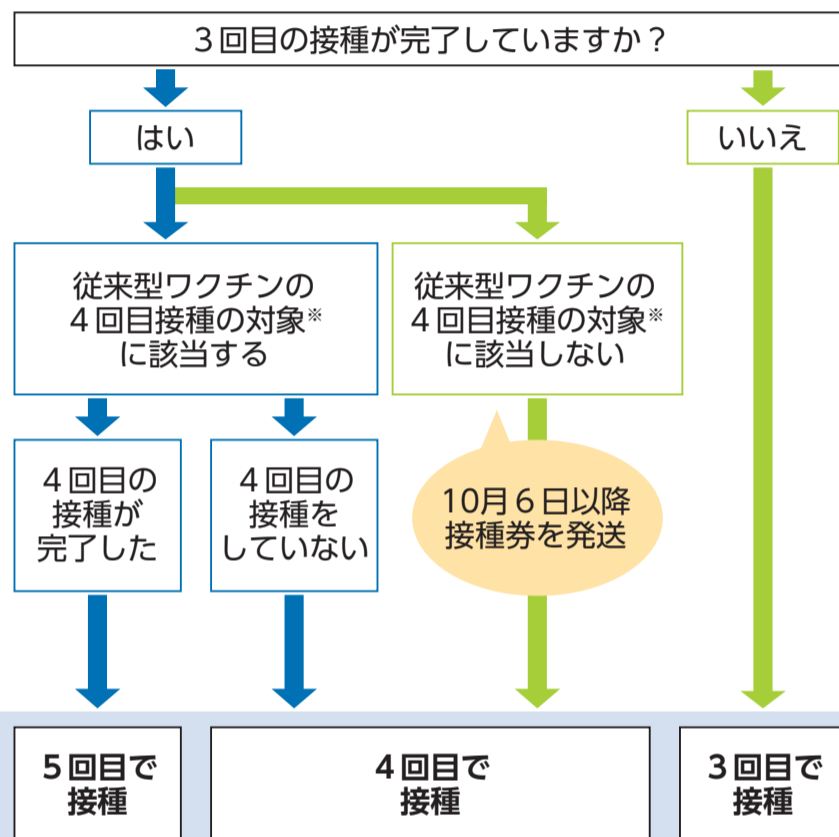 3回目の接種が完了していますか？
はい
いいえ
従来型ワクチンの
4回目接種の対象※
に該当する
従来型ワクチンの
4回目接種の対象※
に該当しない
4回目の
接種が
完了した
4回目の
接種を
していない
10月6日以降
接種券を発送
5回目で
接種
4回目で
接種
3回目で
接種